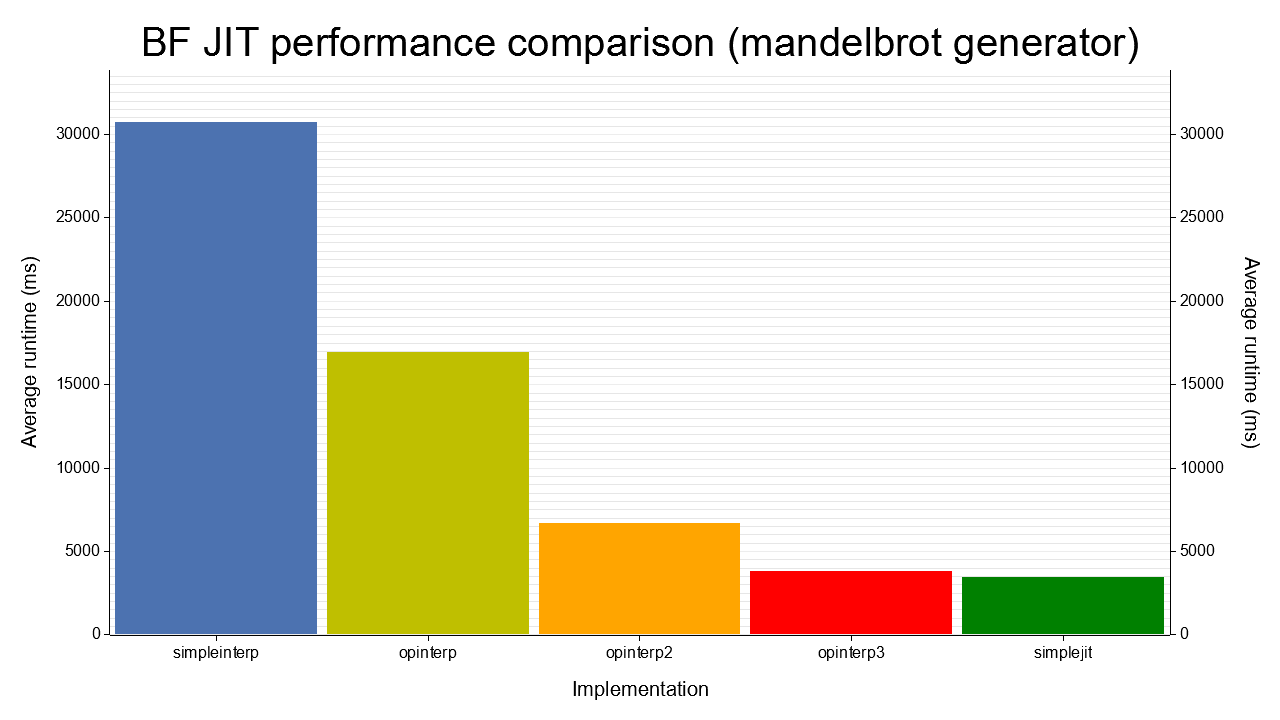 BF JIT performance comparison (mandelbrot generator)
Average runtime (ms)
30000
25000
20000
15000
10000
5000
0
30000
25000
20000
15000
10000
5000
0
Average runtime (ms)
simpleinterp opinterp opinterp2 opinterp3 simplejit
Implementation